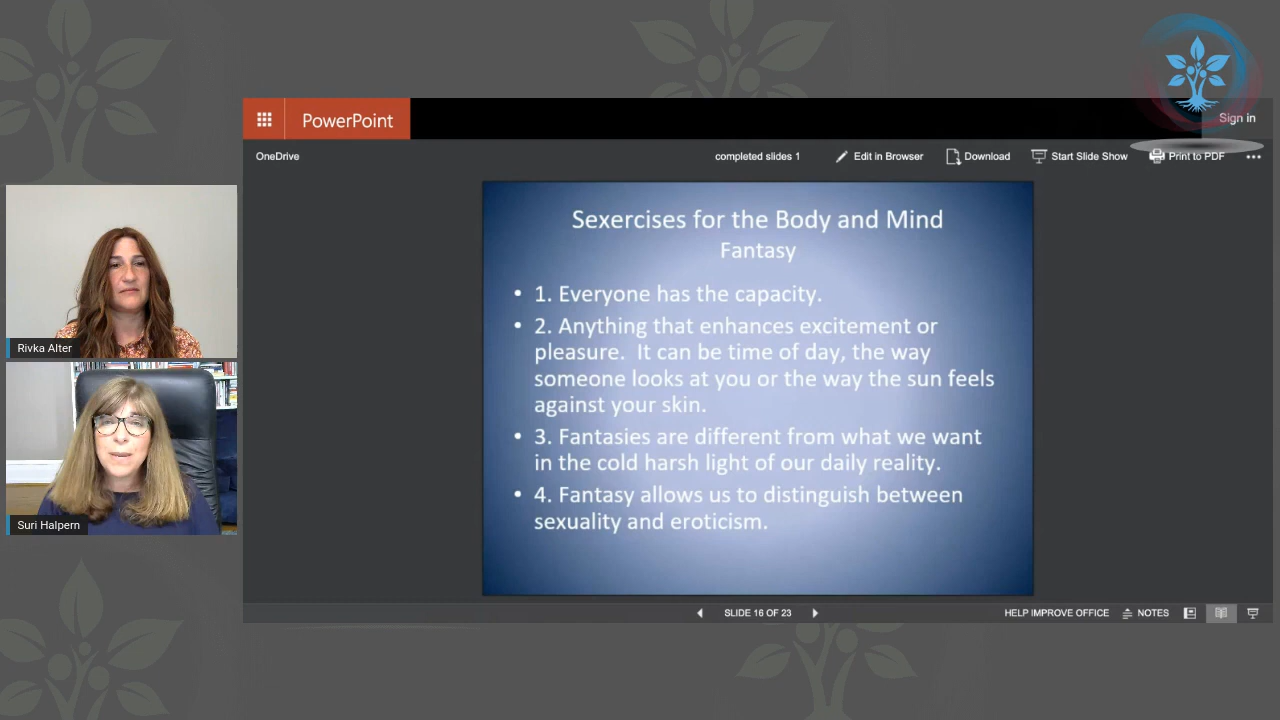 PowerPoint
Sign in
OneDrive
completed slides 1
Edit in Browser
Download
Start Slide Show
Print to PDF
Sexercises for the Body and Mind
Fantasy
• 1. Everyone has the capacity.
• 2. Anything that enhances excitement or
pleasure. It can be time of day, the way
someone looks at you or the way the sun feels
against your skin.
• 3. Fantasies are different from what we want
in the cold harsh light of our daily reality.
• 4. Fantasy allows us to distinguish between
sexuality and eroticism.
Rivka Alter
Suri Halpern
SLIDE 16 OF 23
HELP IMPROVE OFFICE
NOTES